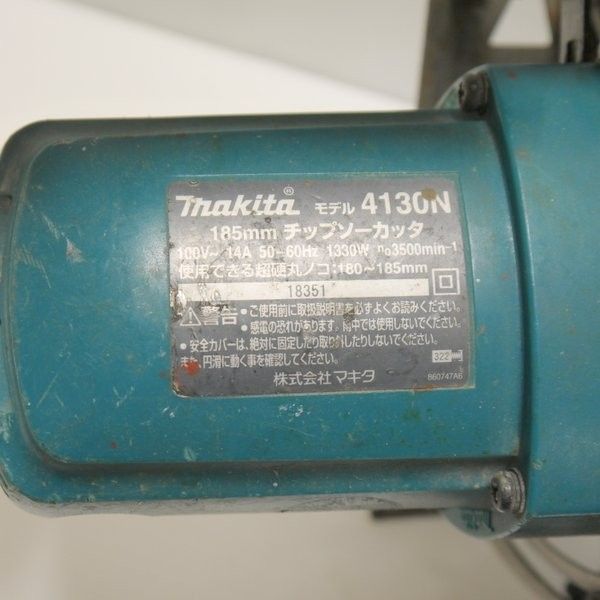 makita® モデル 4130N
185mm チップソーカッタ
100V～ 14A 50-60Hz 1330W n₀3500min⁻¹
使用できる超硬丸ノコ:180～185mm
No. 18351
⚠警告 • ご使用前に取扱説明書を必ずよくお読みください。
• 感電の恐れがあります。雨中では使用しないでください。
• 安全カバーは、絶対に固定したり取り外したりしないでください。
また、円滑に動く事を確認してください。
322
株式会社マキタ
860747A6